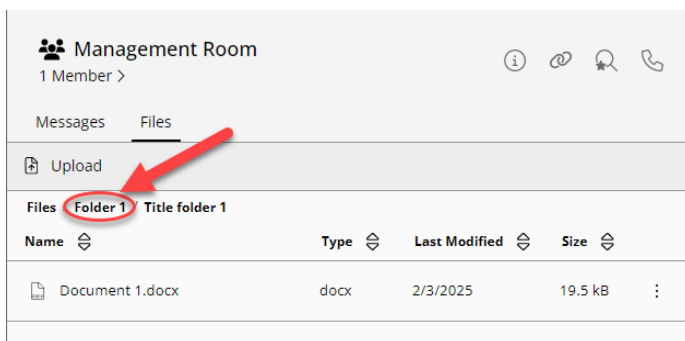 Management Room
1 Member >
Messages Files
Upload
Files / Folder 1 / Title folder 1
Name Type Last Modified Size
Document 1.docx docx 2/3/2025 19.5 kB